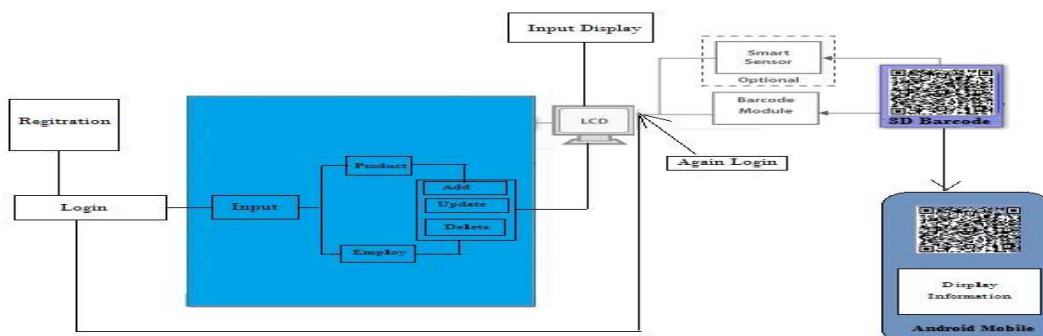 Input Display
Smart
Sensor
Optional
Barcode
Module
SD Barcode
LCD
Again Login
Regitration
Login
Input
Product
Add
Update
Delete
Employ
Display
Information
Android Mobile